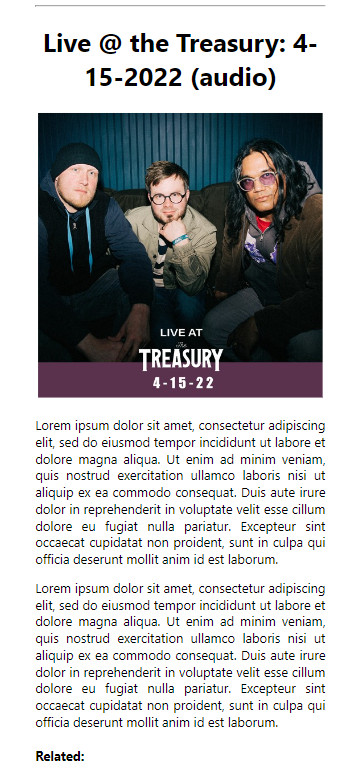 Live @ the Treasury: 4-
15-2022 (audio)
LIVE AT
The
TREASURY
4-15-22
Lorem ipsum dolor sit amet, consectetur adipiscing
elit, sed do eiusmod tempor incididunt ut labore et
dolore magna aliqua. Ut enim ad minim veniam,
quis nostrud exercitation ullamco laboris nisi ut
aliquip ex ea commodo consequat. Duis aute irure
dolor in reprehenderit in voluptate velit esse cillum
dolore eu fugiat nulla pariatur. Excepteur sint
occaecat cupidatat non proident, sunt in culpa qui
officia deserunt mollit anim id est laborum.
Lorem ipsum dolor sit amet, consectetur adipiscing
elit, sed do eiusmod tempor incididunt ut labore et
dolore magna aliqua. Ut enim ad minim veniam,
quis nostrud exercitation ullamco laboris nisi ut
aliquip ex ea commodo consequat. Duis aute irure
dolor in reprehenderit in voluptate velit esse cillum
dolore eu fugiat nulla pariatur. Excepteur sint
occaecat cupidatat non proident, sunt in culpa qui
officia deserunt mollit anim id est laborum.
Related: